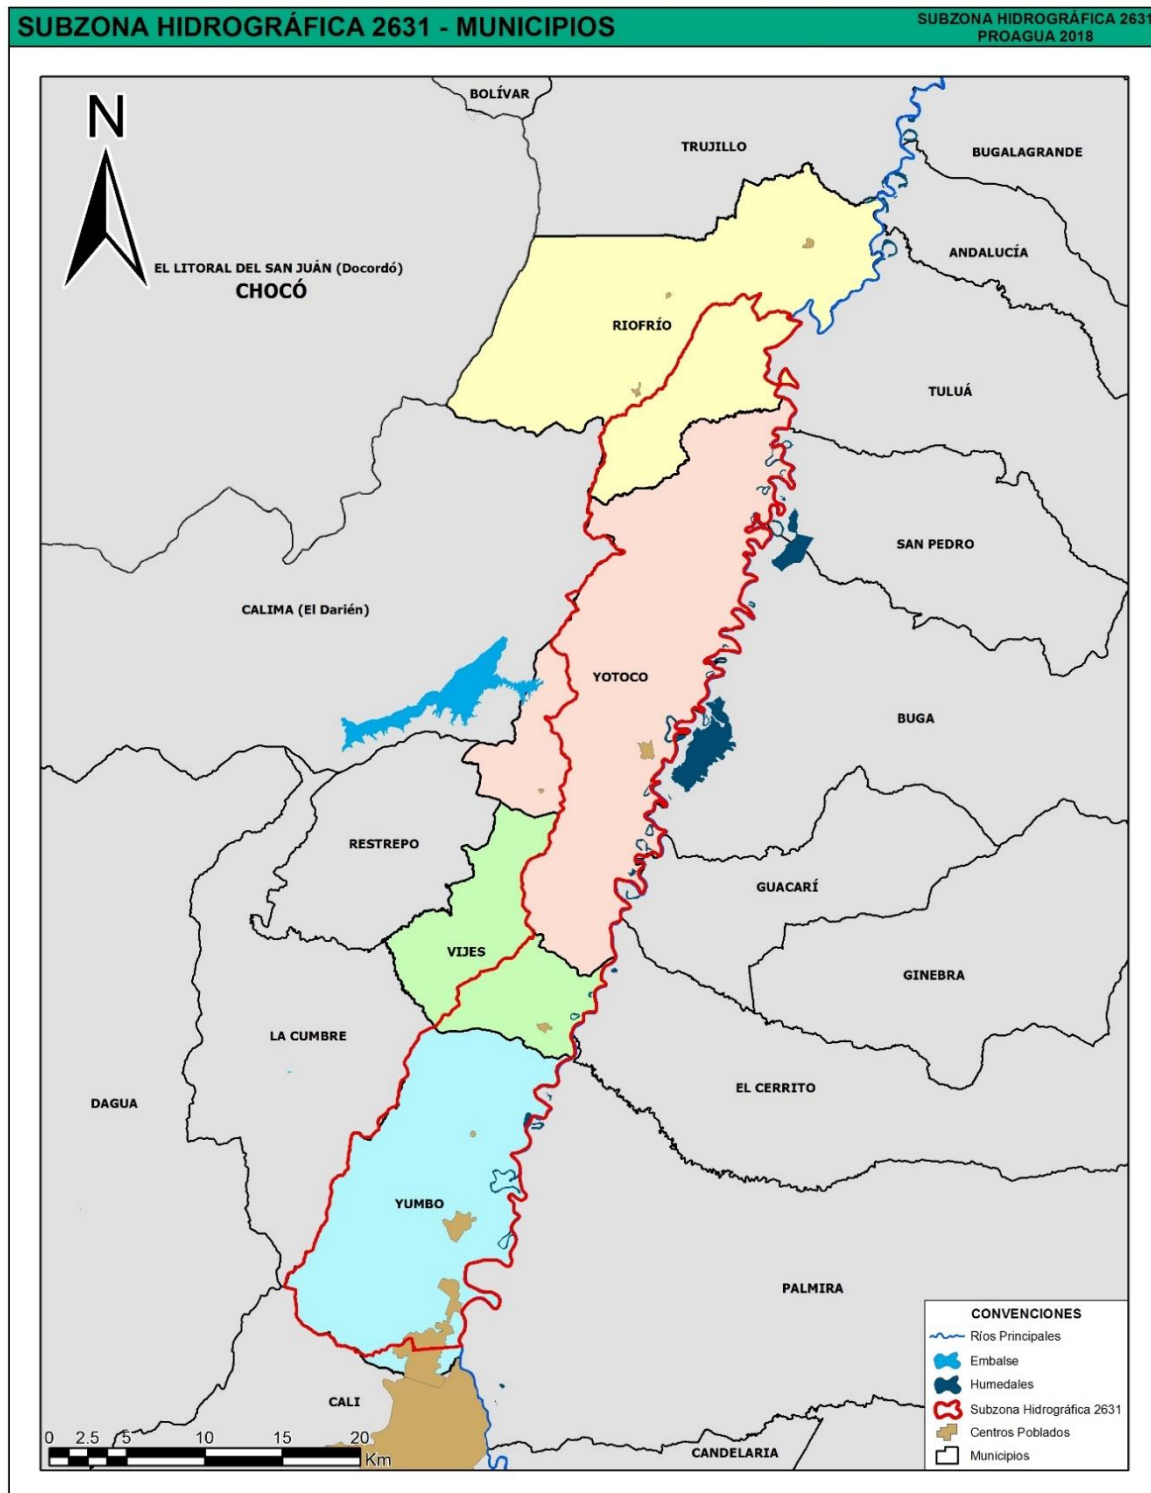 SUBZONA HIDROGRÁFICA 2631 - MUNICIPIOS
SUBZONA HIDROGRÁFICA 2631
PROAGUA 2018
N
BOLÍVAR
TRUJILLO
BUGALAGRANDE
ANDALUCÍA
EL LITORAL DEL SAN JUÁN (Docordó)
CHOCÓ
RIOFRÍO
TULUÁ
SAN PEDRO
CALIMA (El Darién)
YOTOCO
BUGA
RESTREPO
GUACARÍ
VIJES
GINEBRA
LA CUMBRE
EL CERRITO
DAGUA
YUMBO
PALMIRA
CALI
CANDELARIA
0 2.5 5 10 15 20
Km
CONVENCIONES
Ríos Principales
Embalse
Humedales
Subzona Hidrográfica 2631
Centros Poblados
Municipios